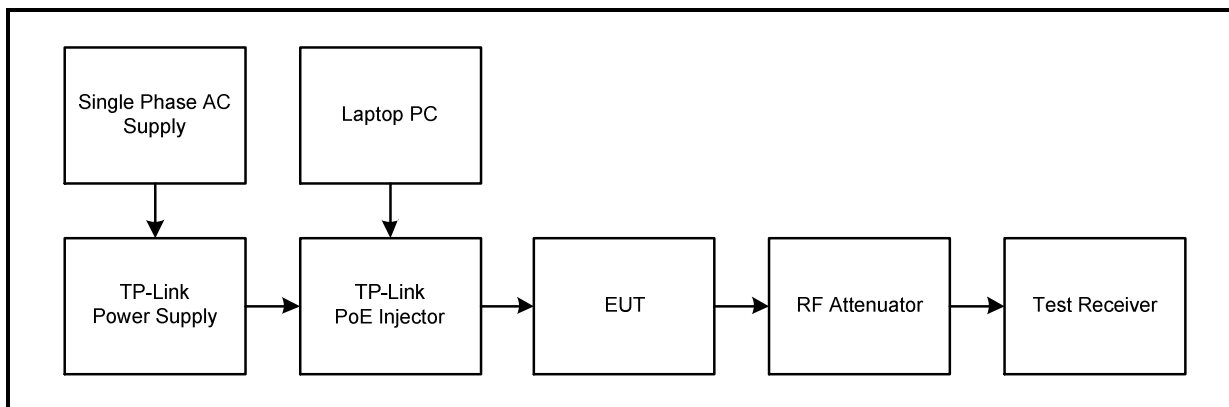 Single Phase AC
Supply
Laptop PC
TP-Link
Power Supply
TP-Link
PoE Injector
EUT
RF Attenuator
Test Receiver